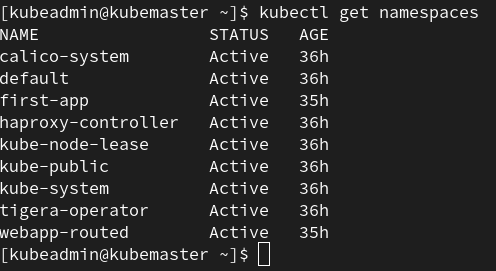 [kubeadmin@kubemaster ~]$ kubectl get namespaces
NAME                 STATUS   AGE
calico-system        Active   36h
default              Active   36h
first-app            Active   35h
haproxy-controller   Active   36h
kube-node-lease      Active   36h
kube-public          Active   36h
kube-system          Active   36h
tigera-operator      Active   36h
webapp-routed        Active   35h
[kubeadmin@kubemaster ~]$